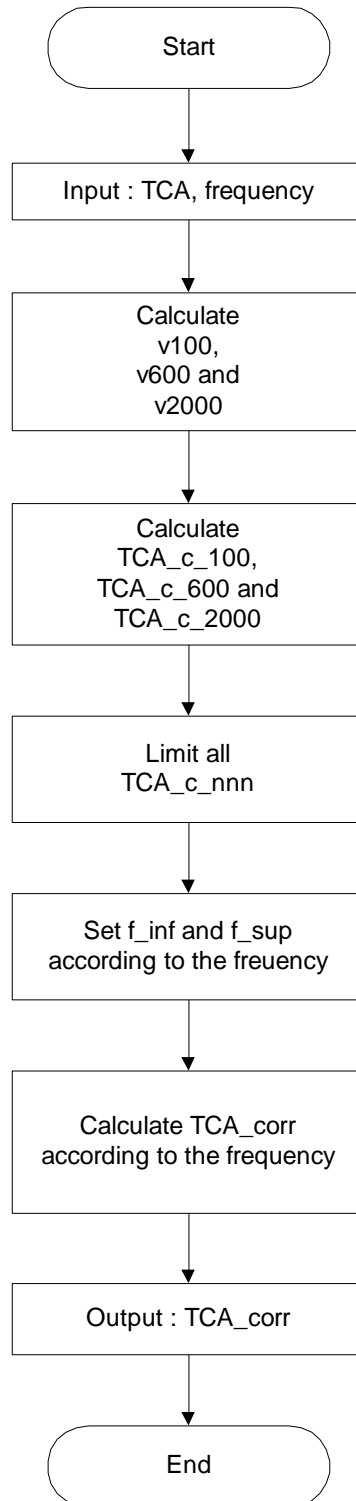 Start
Input : TCA, frequency
Calculate
v100,
v600 and
v2000
Calculate
TCA_c_100,
TCA_c_600 and
TCA_c_2000
Limit all
TCA_c_nnn
Set f_inf and f_sup
according to the freuency
Calculate TCA_corr
according to the frequency
Output : TCA_corr
End